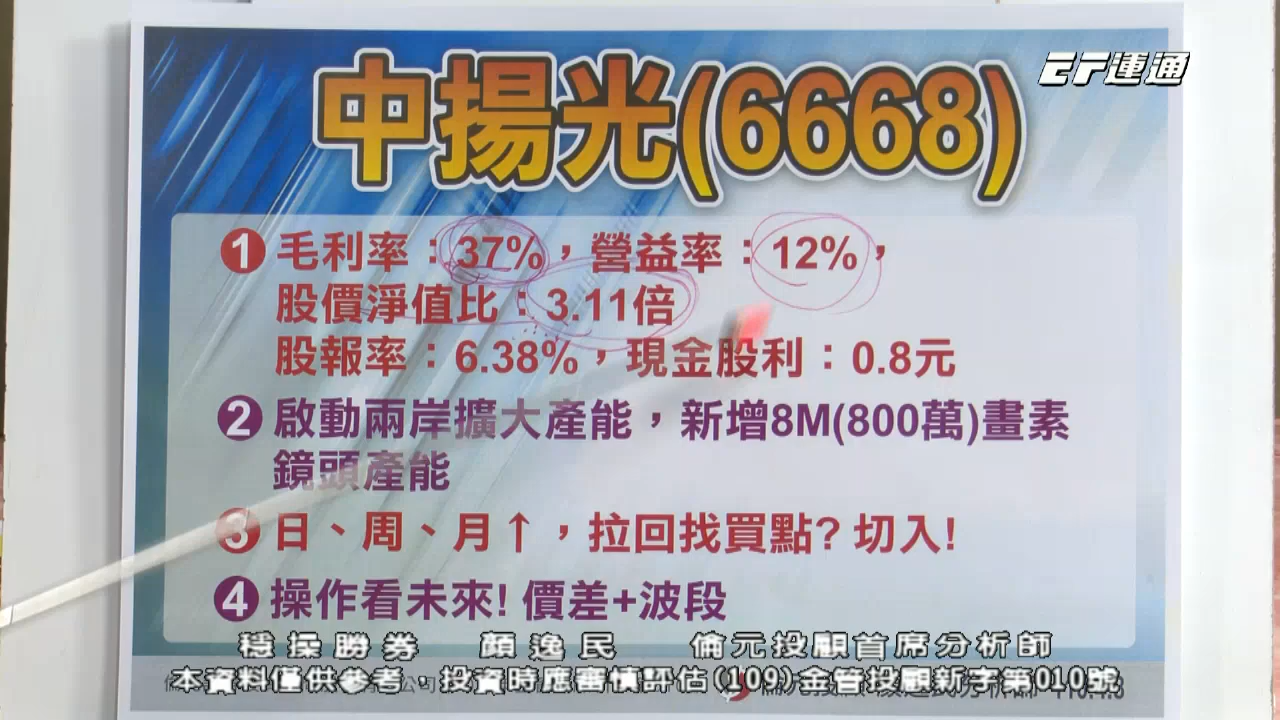 中揚光(6668)
EF運通
1 毛利率：37%，營益率：12%，
股價淨值比：3.11倍
股報率：6.38%，現金股利：0.8元
2 啟動兩岸擴大產能，新增8M(800萬)畫素
鏡頭產能
3 日、周、月↑，拉回找買點? 切入!
4 操作看未來! 價差+波段
穩操勝券 顏逸民 倫元投顧首席分析師
本資料僅供參考，投資時應審慎評估(109)金管投顧新字第010號